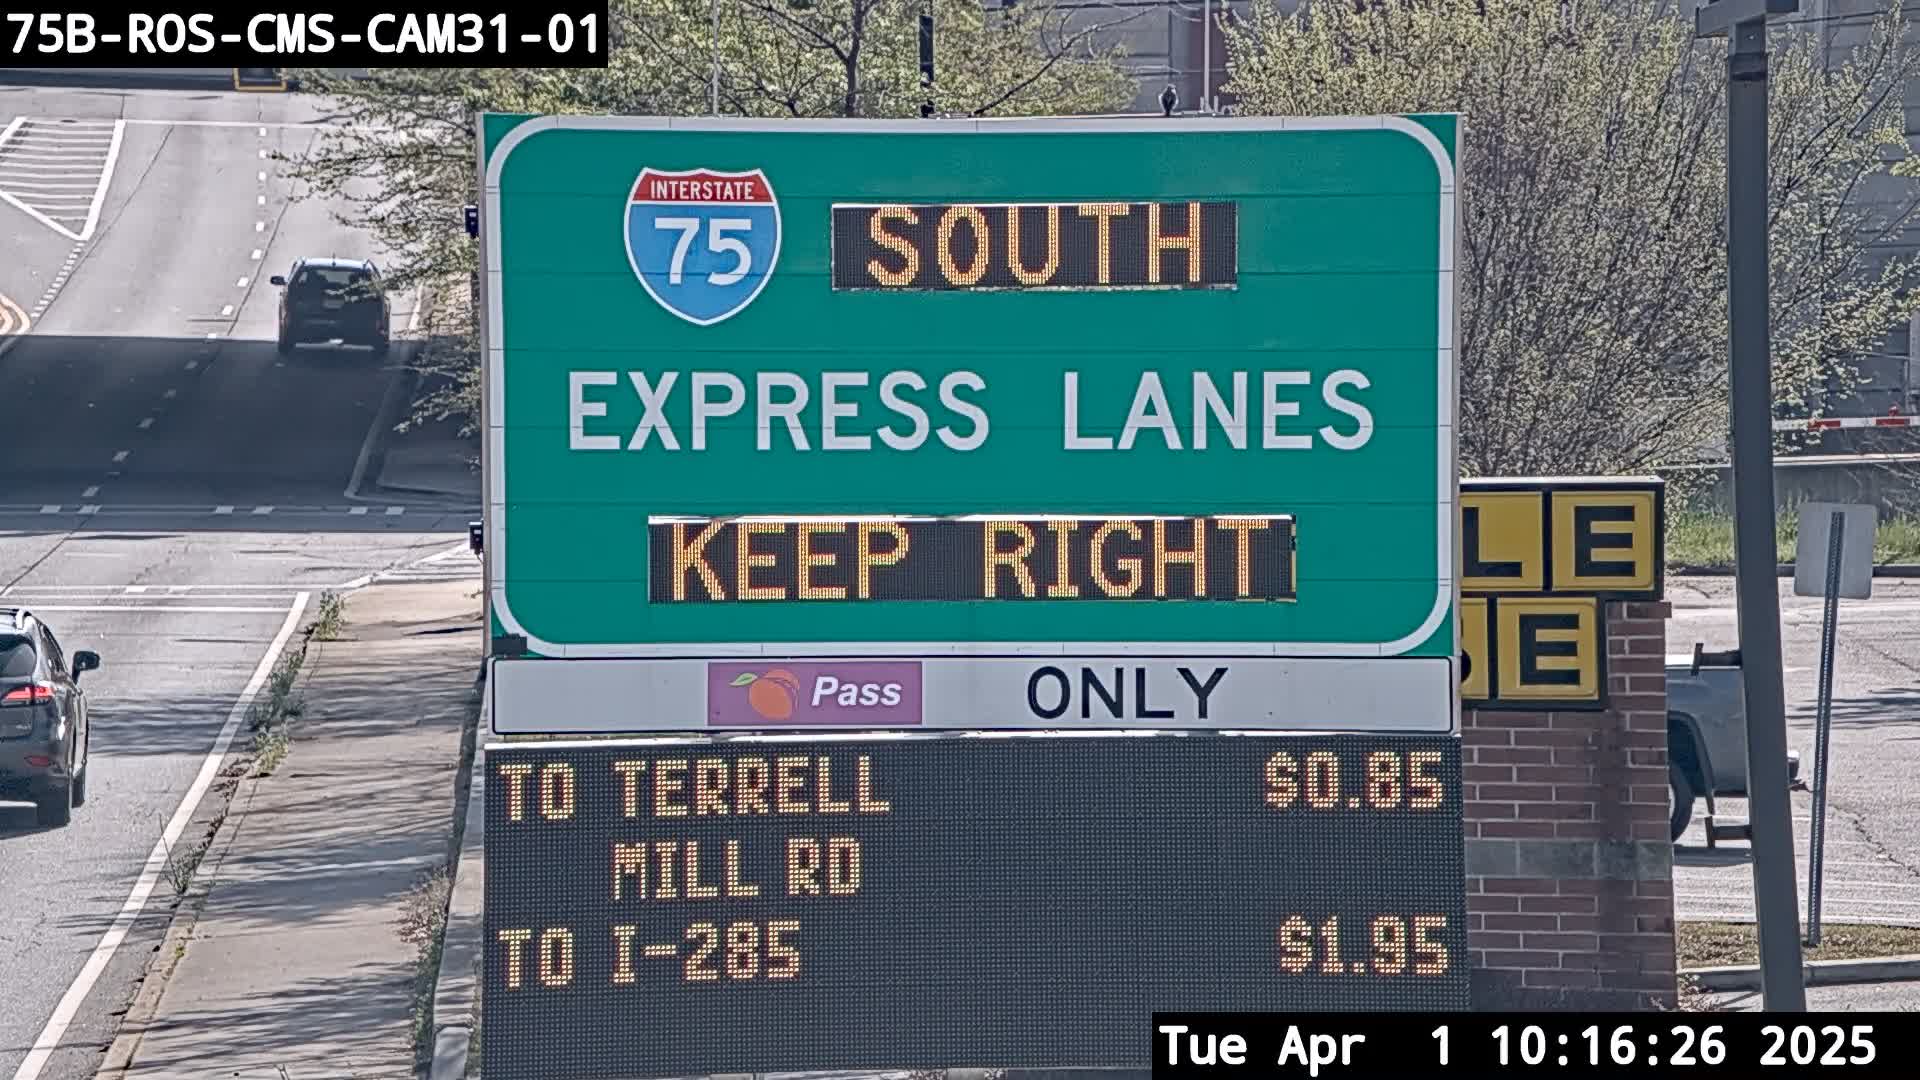 75B-ROS-CMS-CAM31-01
INTERSTATE
75
SOUTH
EXPRESS LANES
KEEP RIGHT
Pass ONLY
TO TERRELL $0.85
MILL RD
TO I-285 $1.95
LE
E
Tue Apr 1 10:16:26 2025